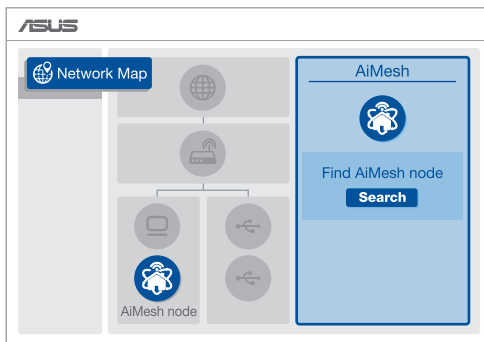 ASUS
Network Map
AiMesh
Find AiMesh node
Search
AiMesh node